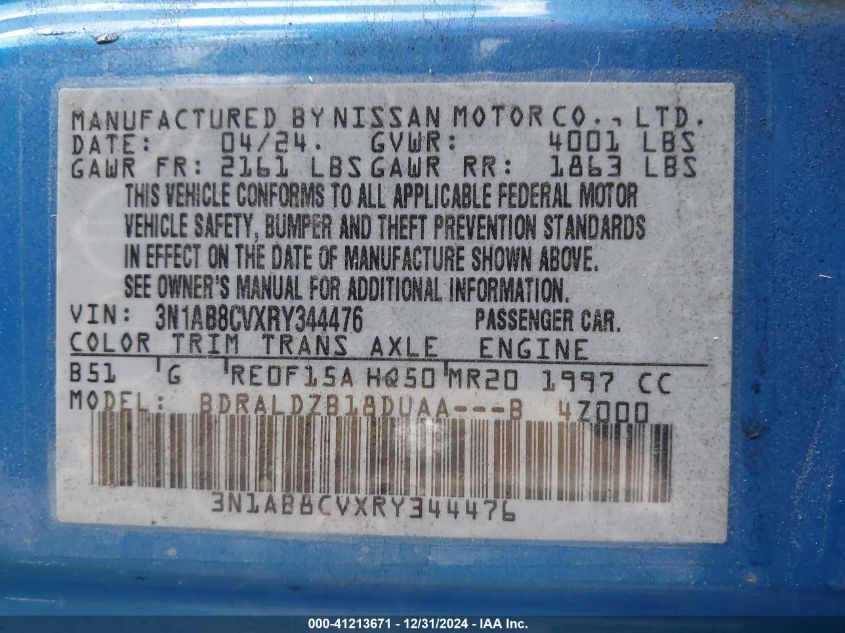 MANUFACTURED BY NISSAN MOTOR CO., LTD.
DATE: 04/24. GVWR: 4001 LBS
GAWR FR: 2161 LBS GAWR RR: 1863 LBS
THIS VEHICLE CONFORMS TO ALL APPLICABLE FEDERAL MOTOR
VEHICLE SAFETY, BUMPER AND THEFT PREVENTION STANDARDS
IN EFFECT ON THE DATE OF MANUFACTURE SHOWN ABOVE.
SEE OWNER'S MANUAL FOR ADDITIONAL INFORMATION.
VIN: 3N1AB8CVXRY344476 PASSENGER CAR.
COLOR TRIM TRANS AXLE ENGINE
B51 'G 'RE0F15A HQ50 'MR20 1997 CC
MODEL: BDRALDZB18DUAA---B 4Z000
3N1AB8CVXRY344476
000-41213671 - 12/31/2024 - IAA Inc.